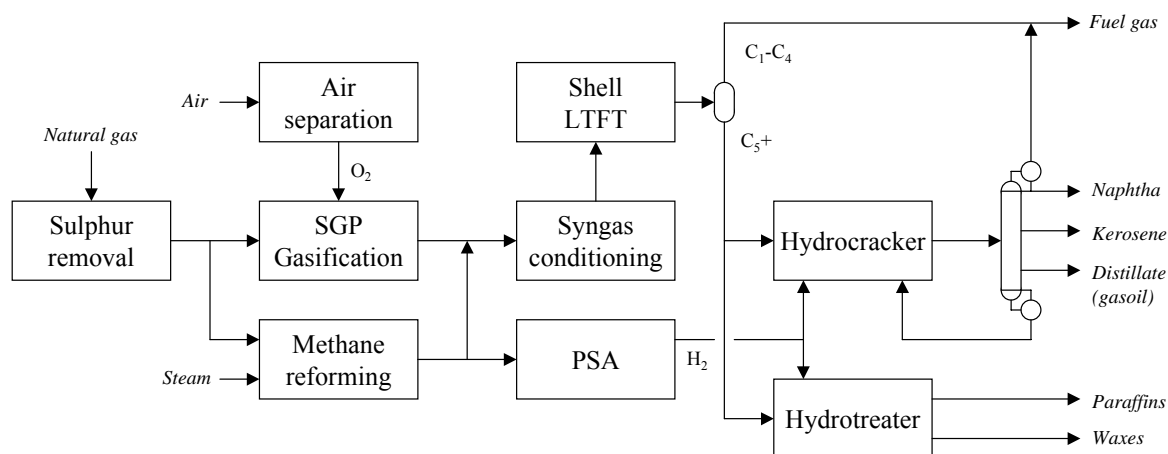 Fuel gas
C₁-C₄
Air
separation
Shell
LTFT
Air
Natural gas
C₅+
O₂
Naphtha
Sulphur
removal
SGP
Gasification
Syngas
conditioning
Hydrocracker
Kerosene
Distillate
(gasoil)
Methane
reforming
PSA
H₂
Steam
Hydrotreater
Paraffins
Waxes